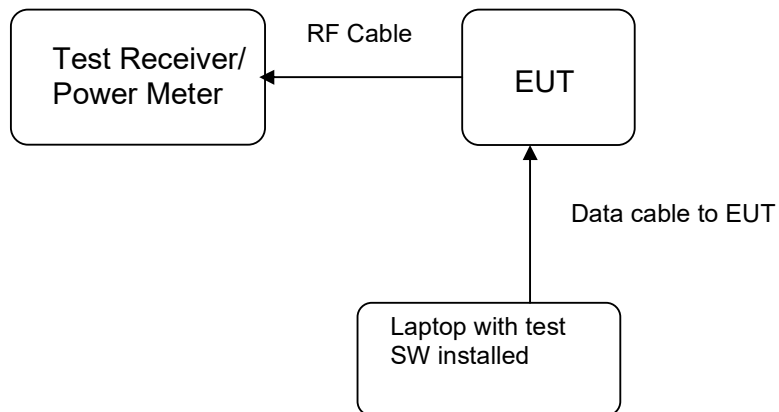 RF Cable
Test Receiver/
Power Meter
EUT
Data cable to EUT
Laptop with test
SW installed